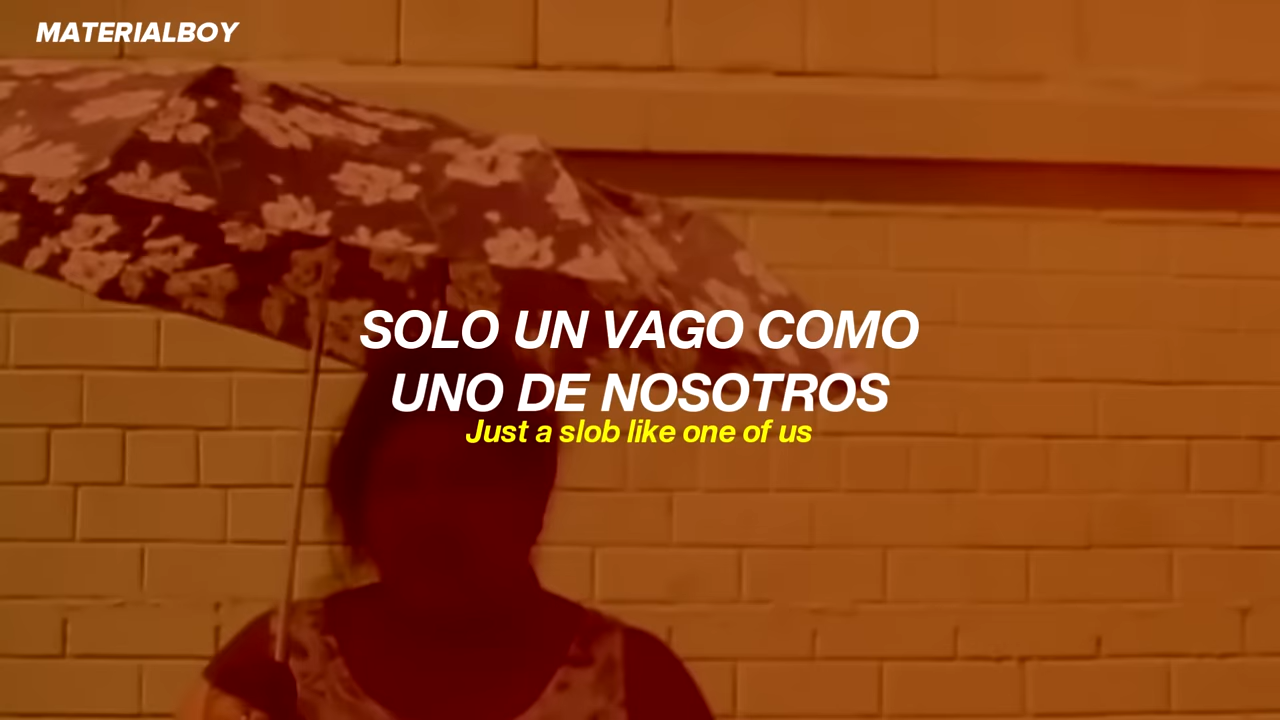 MATERIALBOY
SOLO UN VAGO COMO
UNO DE NOSOTROS
Just a slob like one of us